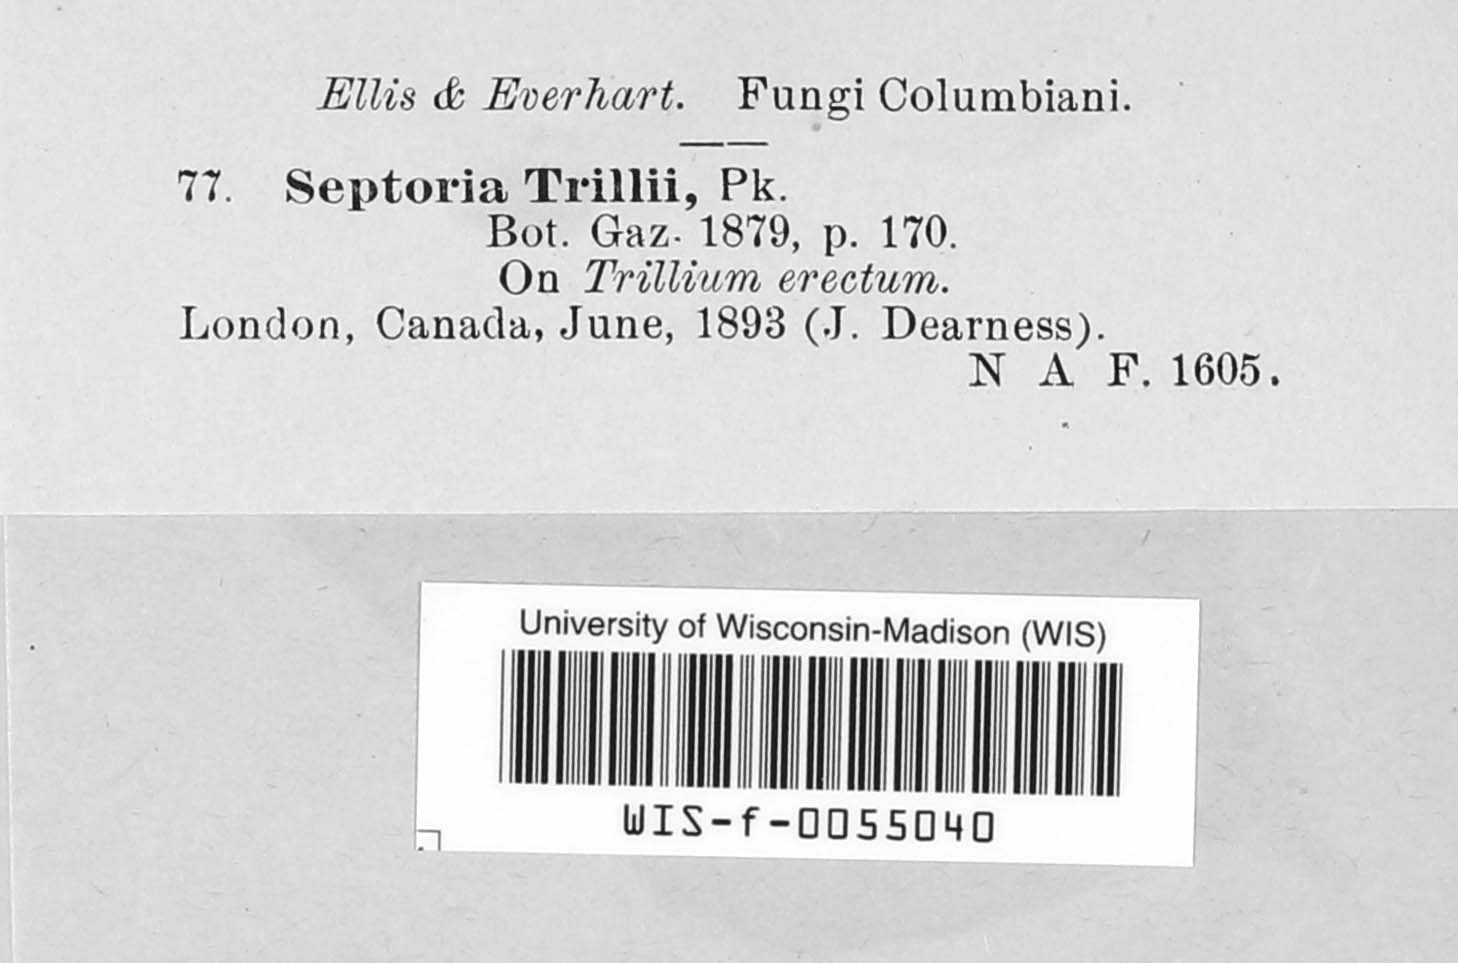 Ellis & Everhart. Fungi Columbiani.
77. Septoria Trillii, Pk.
Bot. Gaz. 1879, p. 170.
On Trillium erectum.
London, Canada, June, 1893 (J. Dearness).
N A F. 1605.
University of Wisconsin-Madison (WIS)
WIS-f-0055040